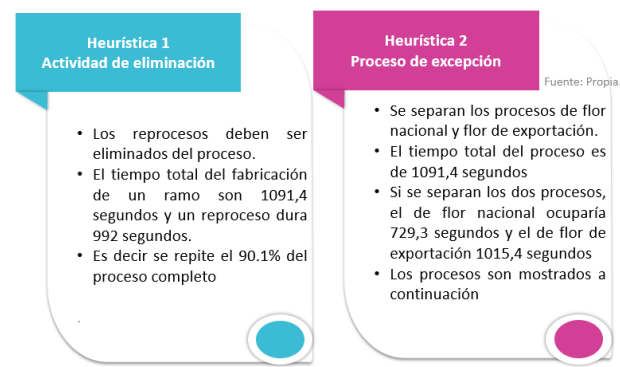 Heurística 1
Actividad de eliminación
• Los reprocesos deben ser
eliminados del proceso.
• El tiempo total del fabricación
de un ramo son 1091,4
segundos y un reproceso dura
992 segundos.
• Es decir se repite el 90.1% del
proceso completo
.
Heurística 2
Proceso de excepción
Fuente: Propia.
• Se separan los procesos de flor
nacional y flor de exportación.
• El tiempo total del proceso es
de 1091,4 segundos
• Si se separan los dos procesos,
el de flor nacional ocuparía
729,3 segundos y el de flor de
exportación 1015,4 segundos
• Los procesos son mostrados a
continuación